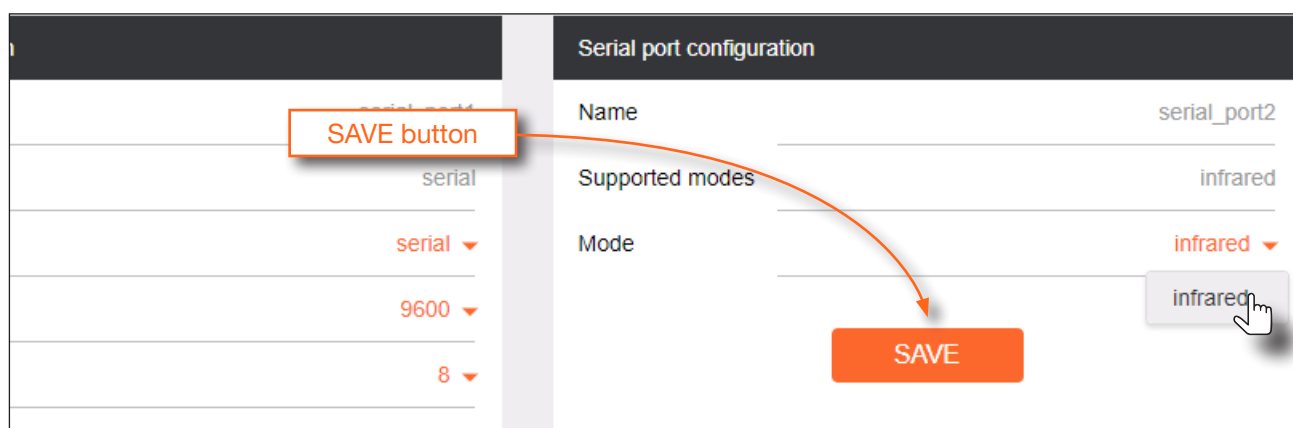 Serial port configuration
SAVE button
serial
serial
9600
8
Name
serial_port2
Supported modes
infrared
Mode
infrared
infrared
SAVE